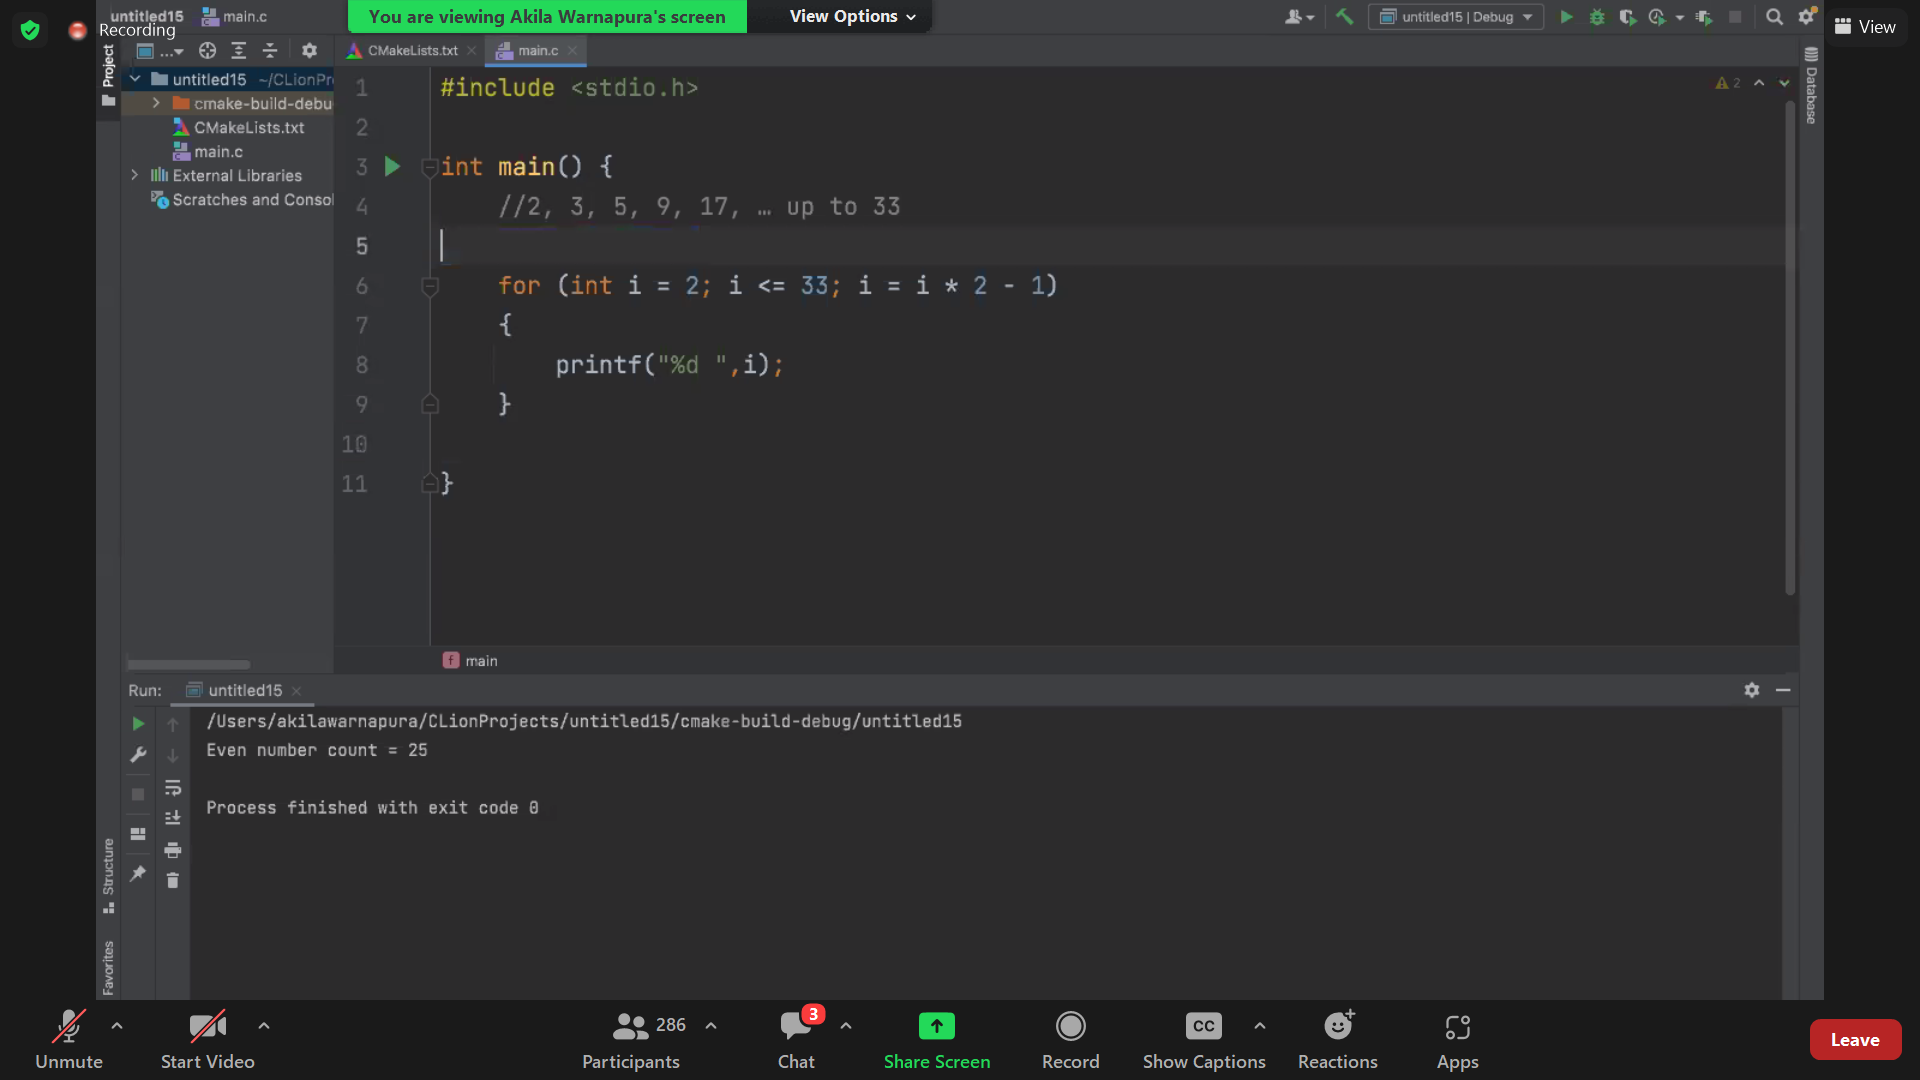 untitled15 main.c
Recording
You are viewing Akila Warnapura's screen
View Options
untitled15 | Debug
View
Project
...
CMakeLists.txt
main.c
untitled15 ~/CLionPr
cmake-build-debu
CMakeLists.txt
main.c
External Libraries
Scratches and Consol
1 #include <stdio.h>
2
3 int main() {
4 //2, 3, 5, 9, 17, … up to 33
5
6 for (int i = 2; i <= 33; i = i * 2 - 1)
7 {
8 printf("%d ",i);
9 }
10
11 }
2
Database
f main
Run: untitled15
/Users/akilawarnapura/CLionProjects/untitled15/cmake-build-debug/untitled15
Even number count = 25
Process finished with exit code 0
Structure
Favorites
Unmute
Start Video
286
Participants
3
Chat
Share Screen
Record
CC
Show Captions
Reactions
Apps
Leave